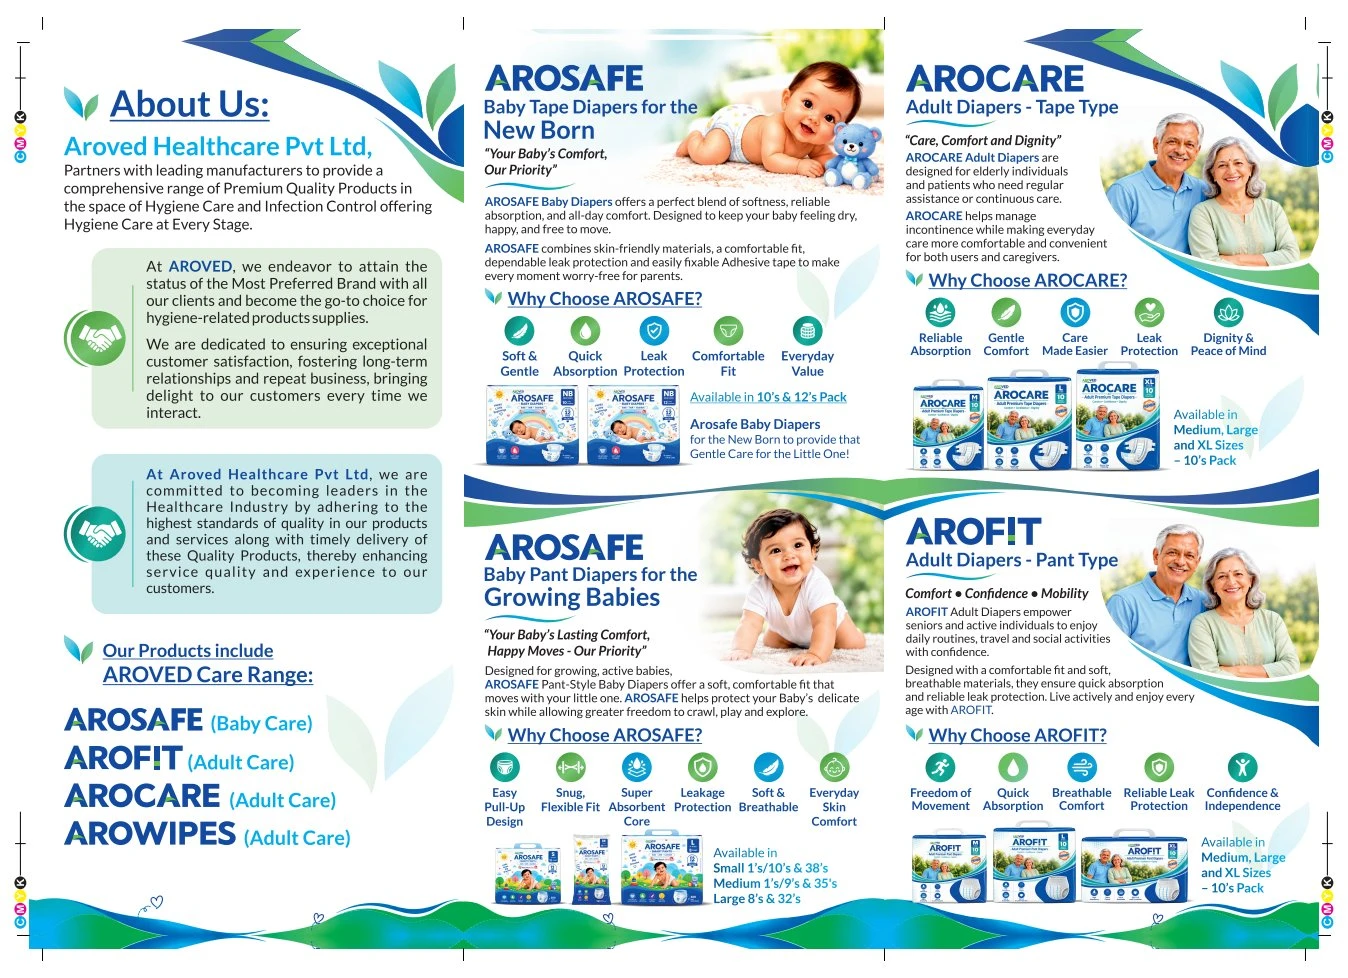 About Us:
Aroved Healthcare Pvt Ltd,
Partners with leading manufacturers to provide a
comprehensive range of Premium Quality Products in
the space of Hygiene Care and Infection Control offering
Hygiene Care at Every Stage.
At AROVED, we endeavor to attain the
status of the Most Preferred Brand with all
our clients and become the go-to choice for
hygiene-related products supplies.
We are dedicated to ensuring exceptional
customer satisfaction, fostering long-term
relationships and repeat business, bringing
delight to our customers every time we
interact.
At Aroved Healthcare Pvt Ltd, we are
committed to becoming leaders in the
Healthcare Industry by adhering to the
highest standards of quality in our products
and services along with timely delivery of
these Quality Products, thereby enhancing
service quality and experience to our
customers.
Our Products include
AROVED Care Range:
AROSAFE (Baby Care)
AROFIT (Adult Care)
AROCARE (Adult Care)
AROWIPES (Adult Care)
AROSAFE
Baby Tape Diapers for the
New Born
"Your Baby's Comfort,
Our Priority"
AROSAFE Baby Diapers offers a perfect blend of softness, reliable
absorption, and all-day comfort. Designed to keep your baby feeling dry,
happy, and free to move.
AROSAFE combines skin-friendly materials, a comfortable fit,
dependable leak protection and easily fixable Adhesive tape to make
every moment worry-free for parents.
Why Choose AROSAFE?
Soft &
Gentle
Quick
Absorption
Leak
Protection
Comfortable
Fit
Everyday
Value
AROSAFE
NB
AROSAFE
NB
Available in 10's & 12's Pack
Arosafe Baby Diapers
for the New Born to provide that
Gentle Care for the Little One!
AROSAFE
Baby Pant Diapers for the
Growing Babies
"Your Baby's Lasting Comfort,
Happy Moves - Our Priority"
Designed for growing, active babies,
AROSAFE Pant-Style Baby Diapers offer a soft, comfortable fit that
moves with your little one. AROSAFE helps protect your Baby's delicate
skin while allowing greater freedom to crawl, play and explore.
Why Choose AROSAFE?
Easy
Pull-Up
Design
Snug,
Flexible Fit
Super
Absorbent
Core
Leakage
Protection
Soft &
Breathable
Everyday
Skin
Comfort
AROSAFE
AROSAFE
AROSAFE
Available in
Small 1's/10's & 38's
Medium 1's/9's & 35's
Large 8's & 32's
AROCARE
Adult Diapers - Tape Type
"Care, Comfort and Dignity"
AROCARE Adult Diapers are
designed for elderly individuals
and patients who need regular
assistance or continuous care.
AROCARE helps manage
incontinence while making everyday
care more comfortable and convenient
for both users and caregivers.
Why Choose AROCARE?
Reliable
Absorption
Gentle
Comfort
Care
Made Easier
Leak
Protection
Dignity &
Peace of Mind
AROCARE
M
10
AROCARE
L
10
AROCARE
XL
10
Available in
Medium, Large
and XL Sizes
– 10's Pack
AROFIT
Adult Diapers - Pant Type
Comfort ● Confidence ● Mobility
AROFIT Adult Diapers empower
seniors and active individuals to enjoy
daily routines, travel and social activities
with confidence.
Designed with a comfortable fit and soft,
breathable materials, they ensure quick absorption
and reliable leak protection. Live actively and enjoy every
age with AROFIT.
Why Choose AROFIT?
Freedom of
Movement
Quick
Absorption
Breathable
Comfort
Reliable Leak
Protection
Confidence &
Independence
AROFIT
AROFIT
AROFIT
Available in
Medium, Large
and XL Sizes
– 10's Pack
CMYK
CMYK
CMYK
CMYK